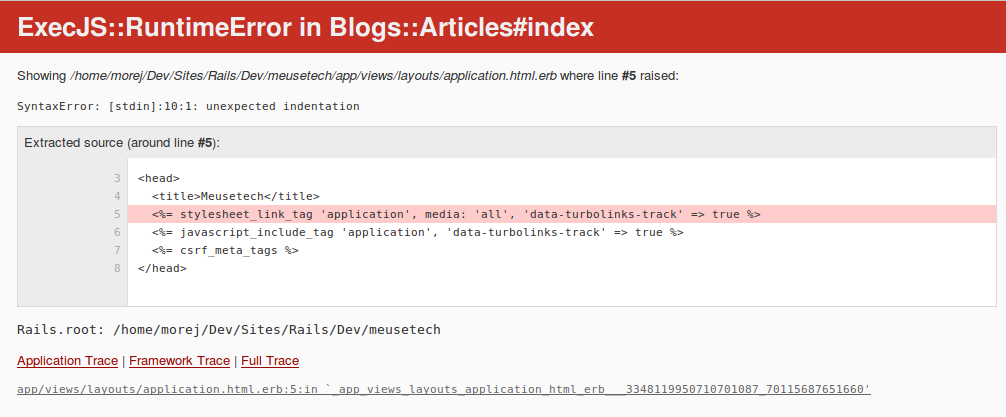 ExecJS::RuntimeError in Blogs::Articles#index
Showing /home/morej/Dev/Sites/Rails/Dev/meusetech/app/views/layouts/application.html.erb where line #5 raised:
SyntaxError: [stdin]:10:1: unexpected indentation
Extracted source (around line #5):
3 <head>
4 <title>Meusetech</title>
5 <%= stylesheet_link_tag 'application', media: 'all', 'data-turbolinks-track' => true %>
6 <%= javascript_include_tag 'application', 'data-turbolinks-track' => true %>
7 <%= csrf_meta_tags %>
8 </head>
Rails.root: /home/morej/Dev/Sites/Rails/Dev/meusetech
Application Trace | Framework Trace | Full Trace
app/views/layouts/application.html.erb:5:in `_app_views_layouts_application_html_erb___3348119950710701087_70115687651660'